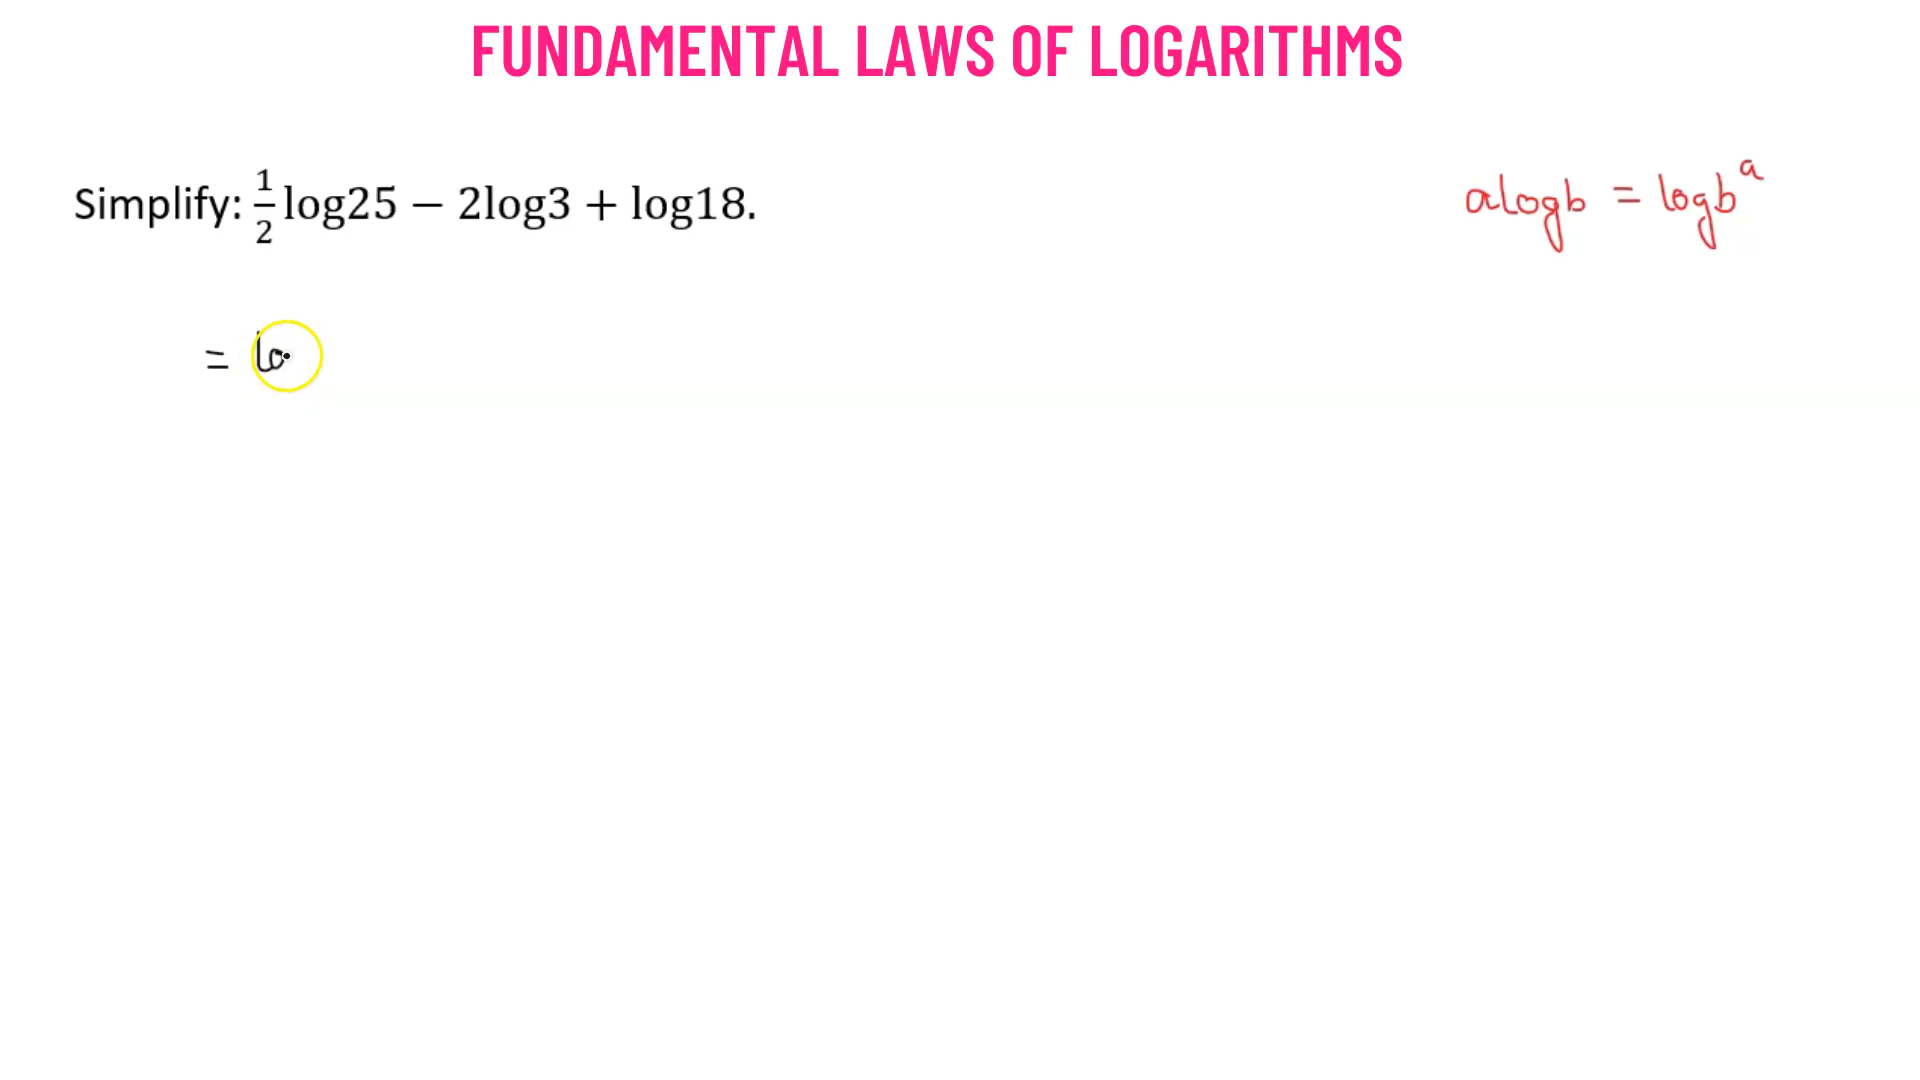 FUNDAMENTAL LAWS OF LOGARITHMS
Simplify: 1/2 log25 − 2log3 + log18.
alogb = logb^a
= lo